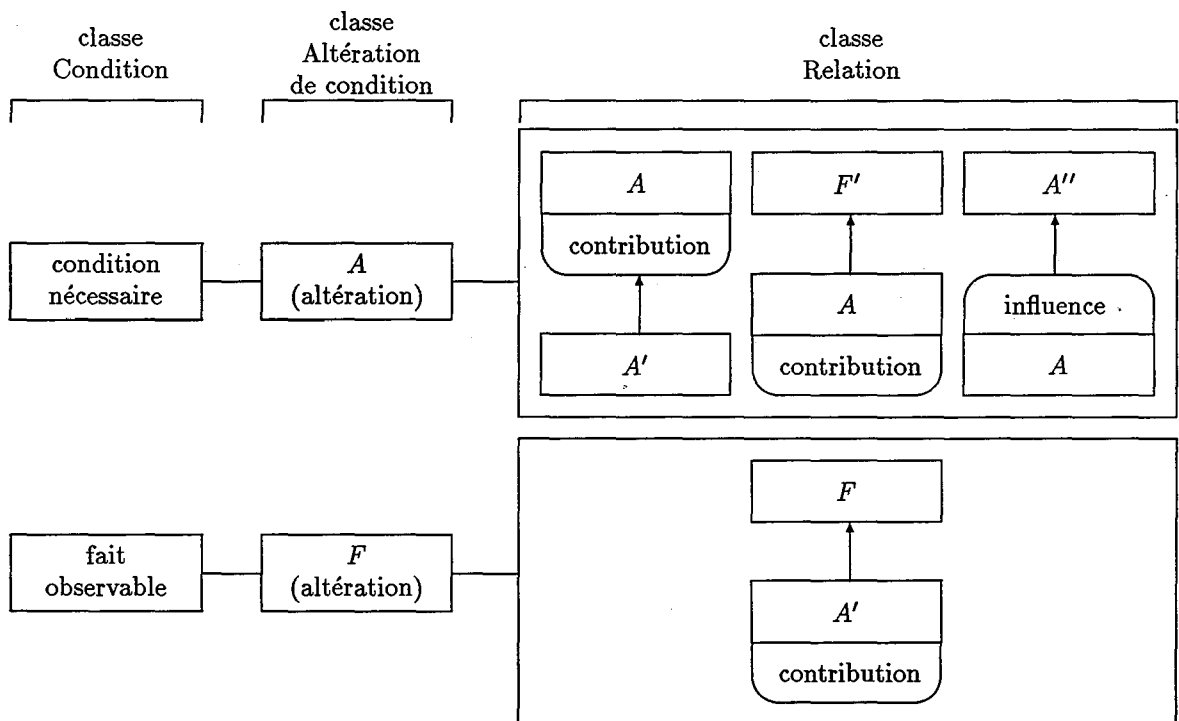 classe
Condition
classe
Altération
de condition
classe
Relation
condition
nécessaire
A
(altération)
A
contribution
A′
F′
A
contribution
A′′
influence
A
fait
observable
F
(altération)
F
A′
contribution